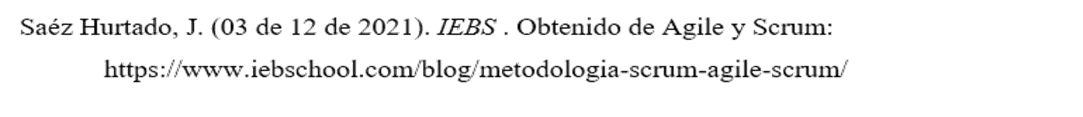 Saéz Hurtado, J. (03 de 12 de 2021). IEBS . Obtenido de Agile y Scrum:
https://www.iebschool.com/blog/metodologia-scrum-agile-scrum/